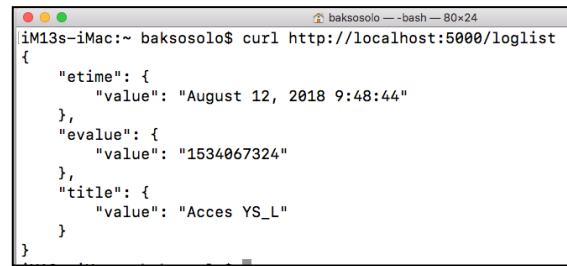 baksosolo — -bash — 80×24
iM13s-iMac:~ baksosolo$ curl http://localhost:5000/loglist
{
    "etime": {
        "value": "August 12, 2018 9:48:44"
    },
    "evalue": {
        "value": "1534067324"
    },
    "title": {
        "value": "Acces YS_L"
    }
}